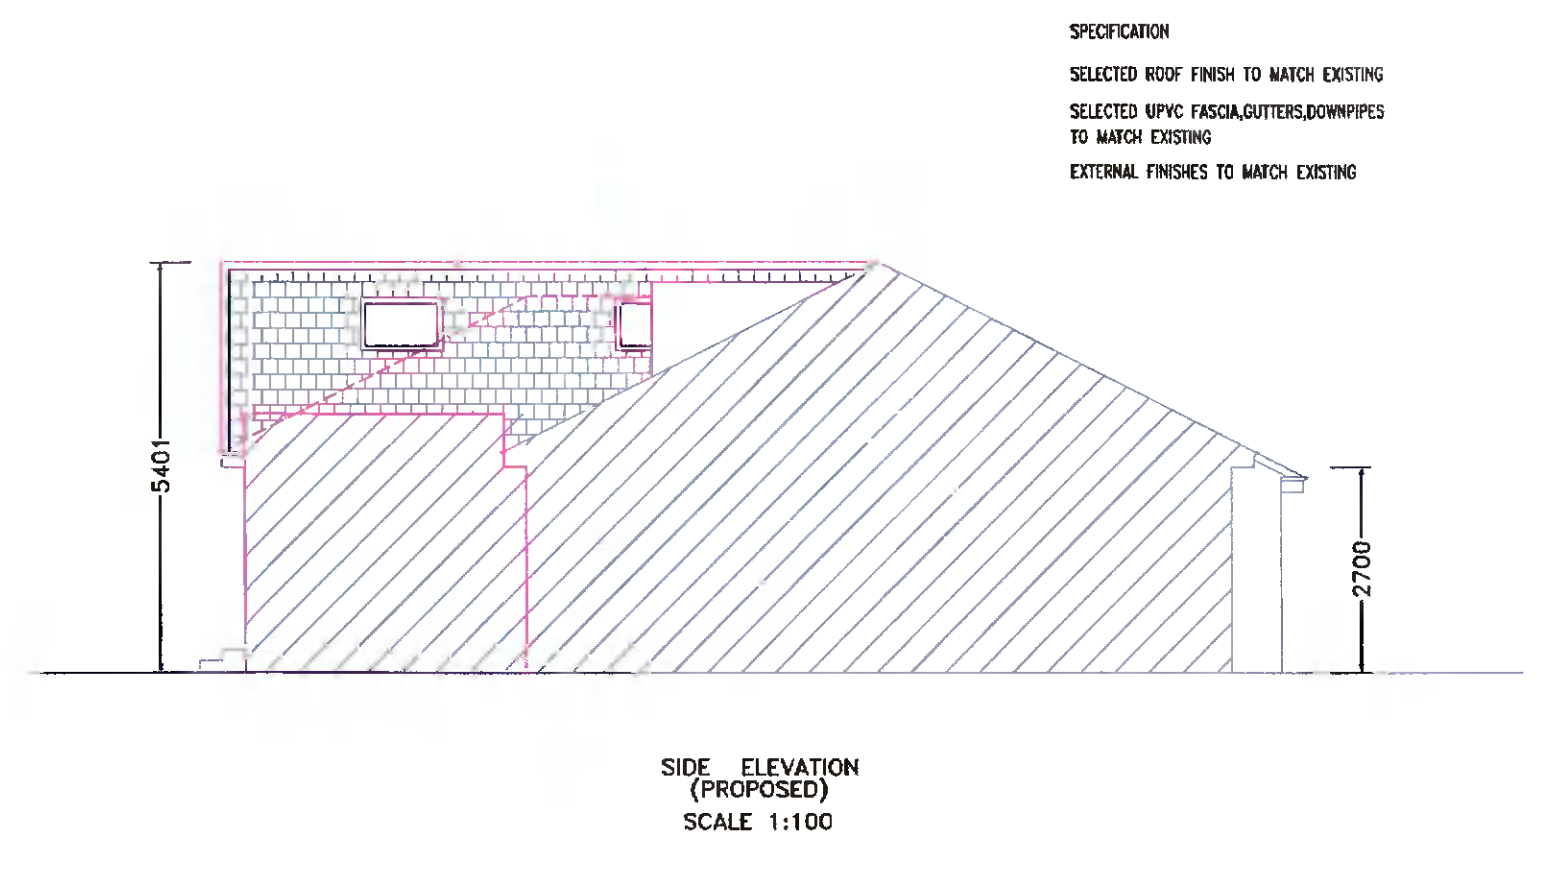 SPECIFICATION
SELECTED ROOF FINISH TO MATCH EXISTING
SELECTED UPVC FASCIA,GUTTERS,DOWNPIPES
TO MATCH EXISTING
EXTERNAL FINISHES TO MATCH EXISTING
5401
2700
SIDE ELEVATION
(PROPOSED)
SCALE 1:100